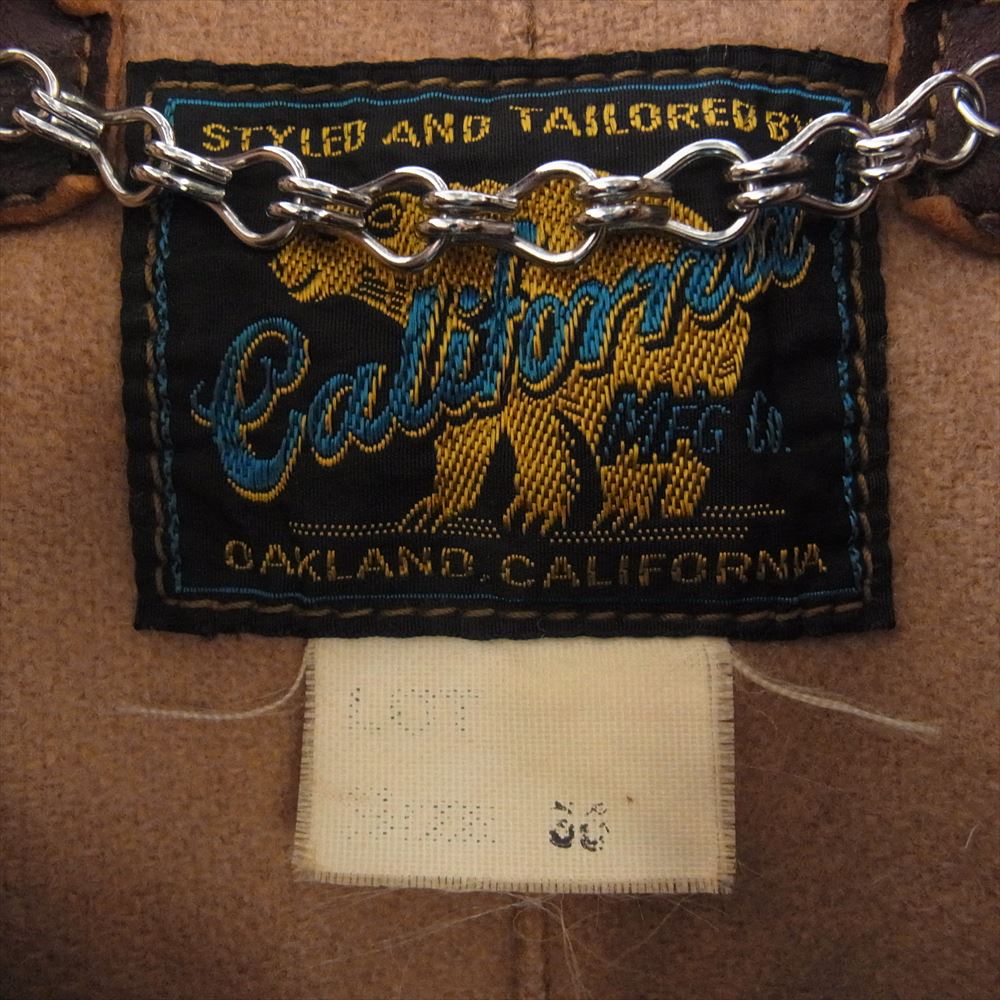 STYLED AND TAILORED BY
California
MFG Co.
OAKLAND, CALIFORNIA
LOT
36